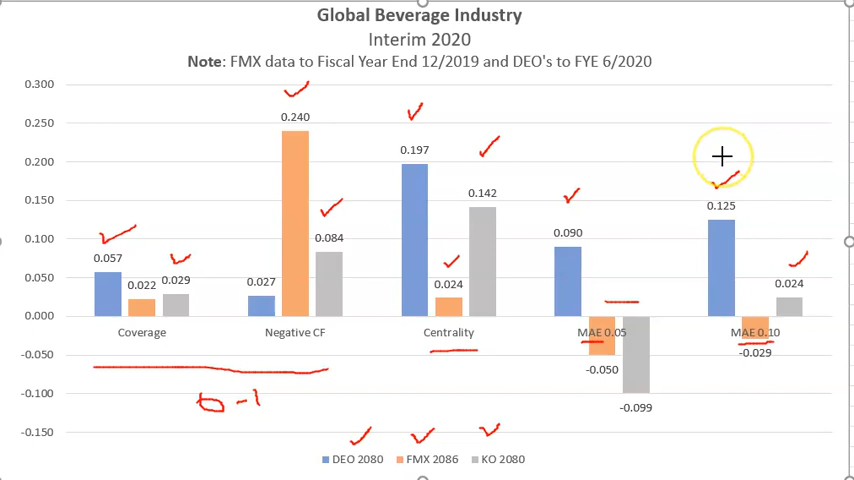 Global Beverage Industry
Interim 2020
Note: FMX data to Fiscal Year End 12/2019 and DEO's to FYE 6/2020
0.300
0.250
0.200
0.150
0.100
0.050
0.000
-0.050
-0.100
-0.150
0.057
0.022
0.029
0.027
0.240
0.084
0.197
0.024
0.142
0.090
-0.050
-0.099
0.125
-0.029
0.024
Coverage
Negative CF
Centrality
MAE 0.05
MAE 0.10
0-1
DEO 2080
FMX 2086
KO 2080